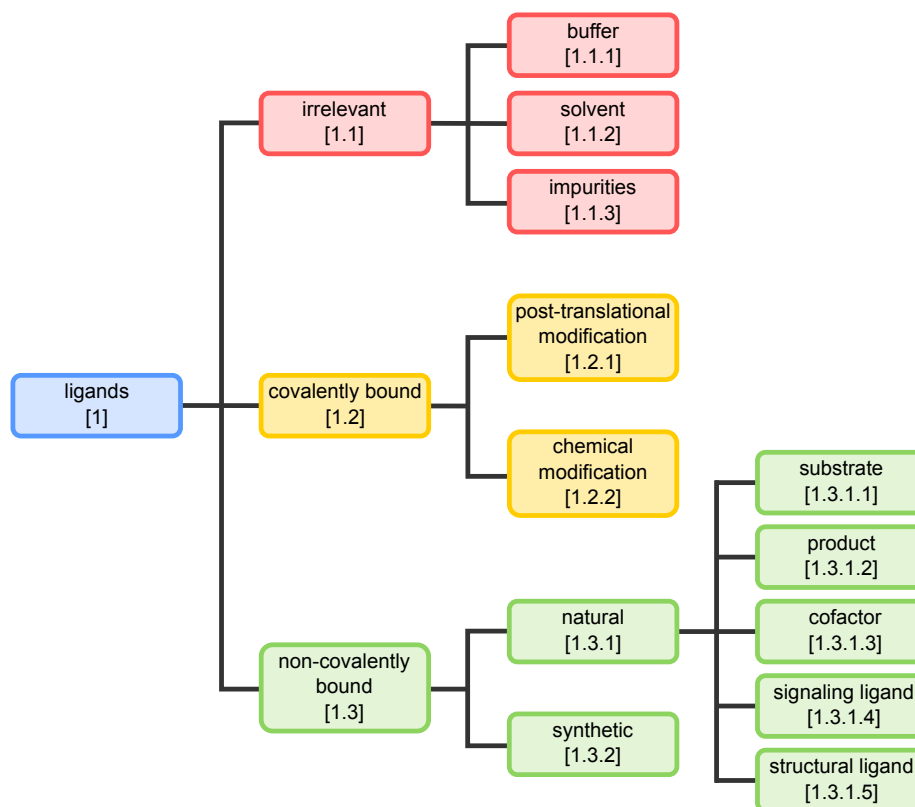 buffer
[1.1.1]
irrelevant
[1.1]
solvent
[1.1.2]
impurities
[1.1.3]
post-translational
modification
[1.2.1]
ligands
[1]
covalently bound
[1.2]
chemical
modification
[1.2.2]
substrate
[1.3.1.1]
product
[1.3.1.2]
natural
[1.3.1]
cofactor
[1.3.1.3]
non-covalently
bound
[1.3]
signaling ligand
[1.3.1.4]
synthetic
[1.3.2]
structural ligand
[1.3.1.5]